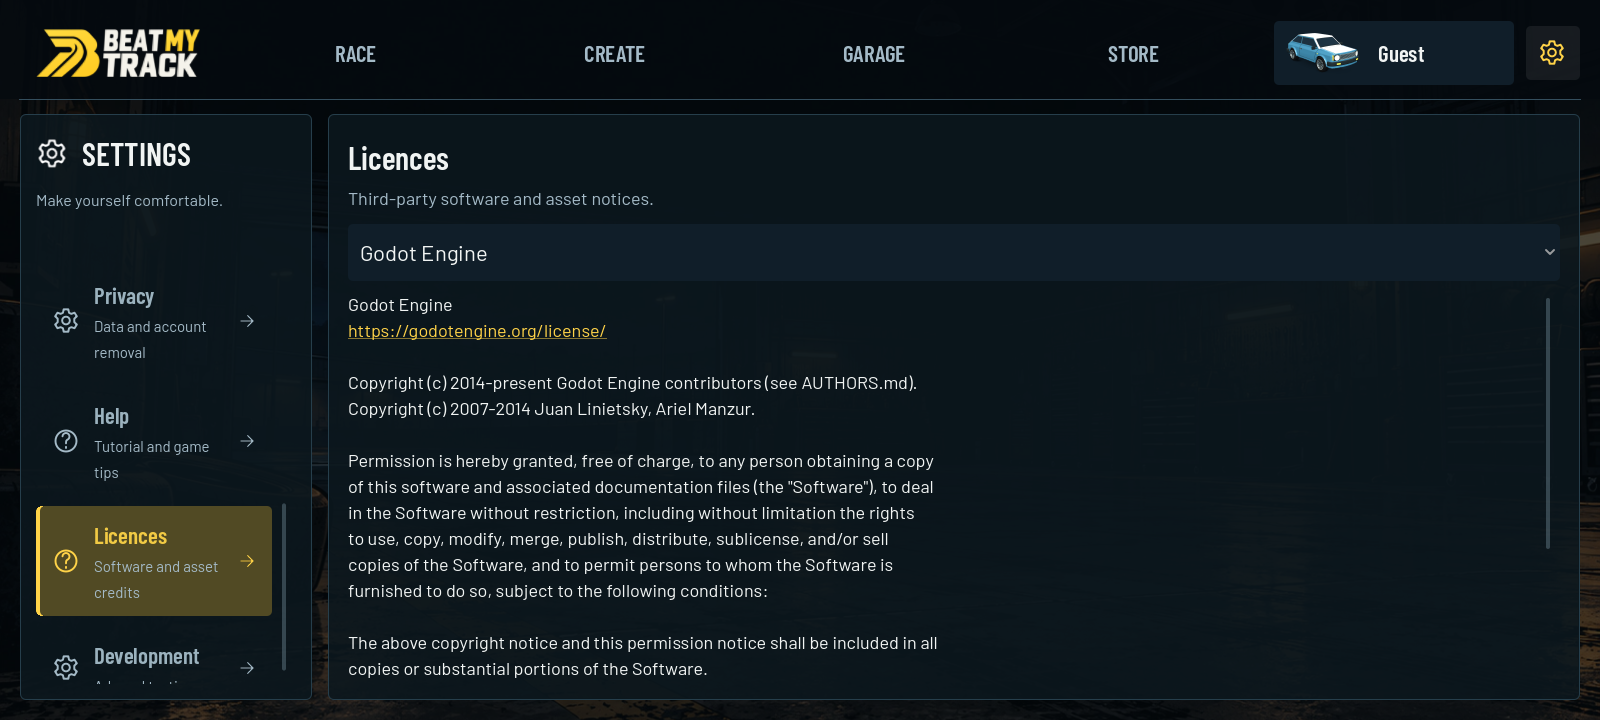 BEATMY
TRACK
RACE
CREATE
GARAGE
STORE
Guest
SETTINGS
Make yourself comfortable.
Privacy
Data and account
removal
Help
Tutorial and game
tips
Licences
Software and asset
credits
Development
Licences
Third-party software and asset notices.
Godot Engine
Godot Engine
https://godotengine.org/license/
Copyright (c) 2014-present Godot Engine contributors (see AUTHORS.md).
Copyright (c) 2007-2014 Juan Linietsky, Ariel Manzur.
Permission is hereby granted, free of charge, to any person obtaining a copy
of this software and associated documentation files (the "Software"), to deal
in the Software without restriction, including without limitation the rights
to use, copy, modify, merge, publish, distribute, sublicense, and/or sell
copies of the Software, and to permit persons to whom the Software is
furnished to do so, subject to the following conditions:
The above copyright notice and this permission notice shall be included in all
copies or substantial portions of the Software.